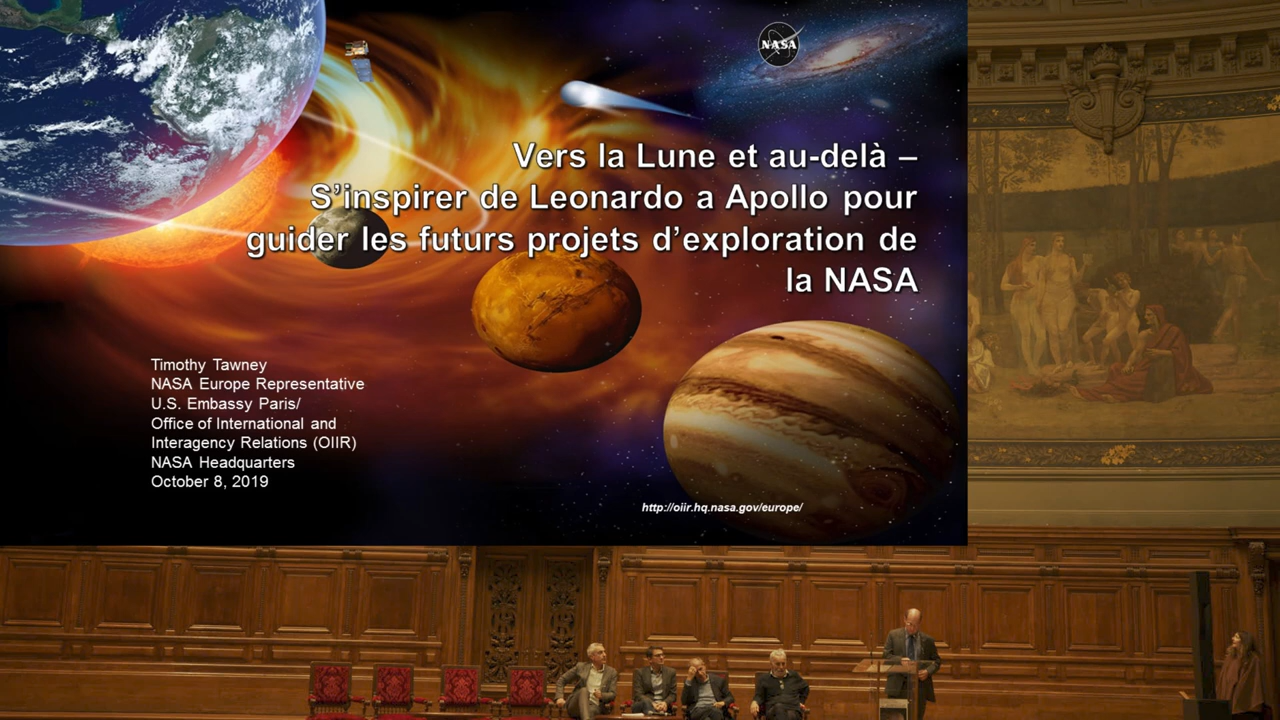 NASA
Vers la Lune et au-delà –
S’inspirer de Leonardo a Apollo pour
guider les futurs projets d’exploration de
la NASA
Timothy Tawney
NASA Europe Representative
U.S. Embassy Paris/
Office of International and
Interagency Relations (OIIR)
NASA Headquarters
October 8, 2019
http://oiir.hq.nasa.gov/europe/